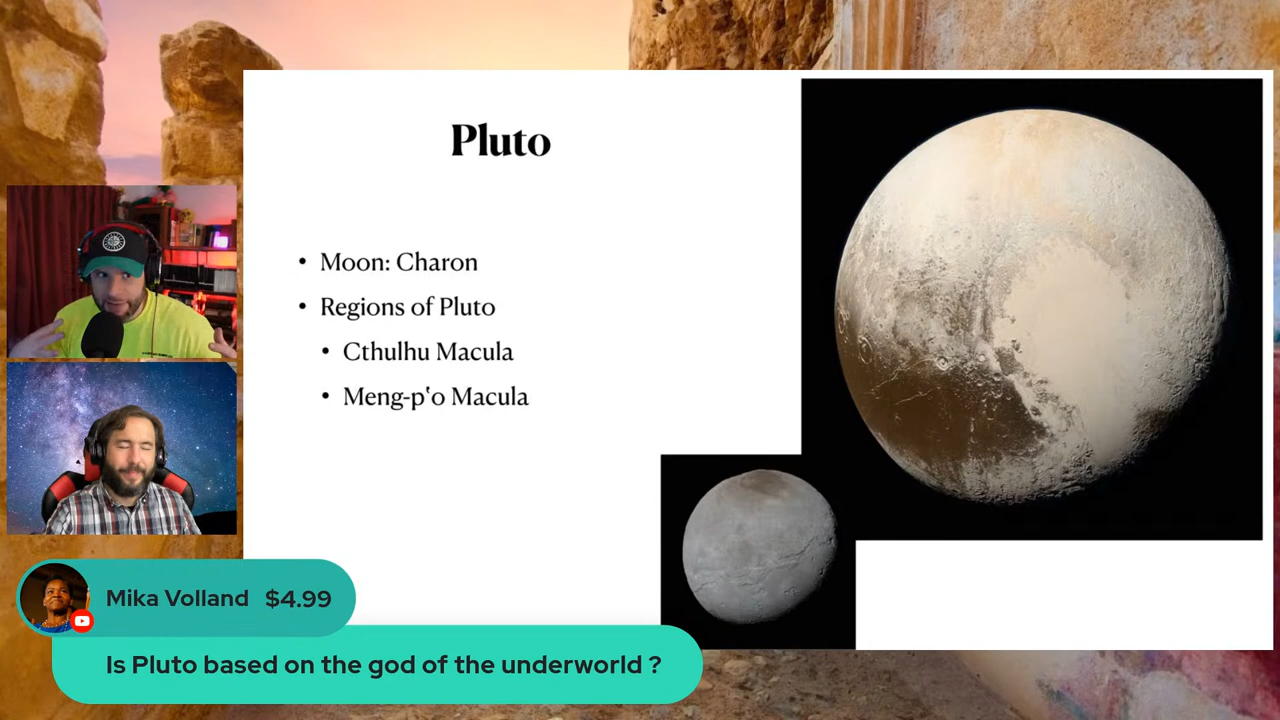 Pluto
• Moon: Charon
• Regions of Pluto
• Cthulhu Macula
• Meng-pʽo Macula
Mika Volland $4.99
Is Pluto based on the god of the underworld ?